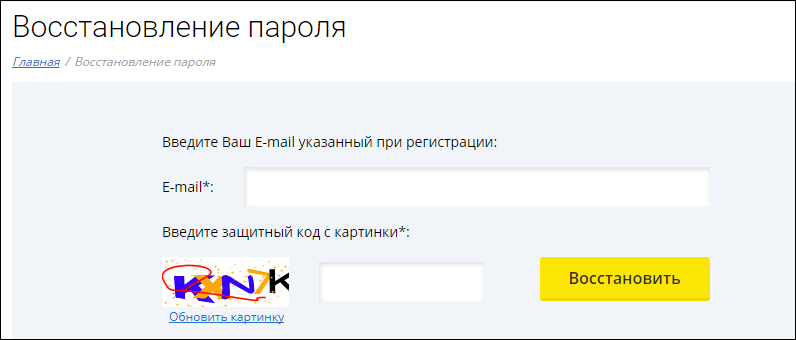 Восстановление пароля
Главная / Восстановление пароля
Введите Ваш E-mail указанный при регистрации:
E-mail*:
Введите защитный код с картинки*:
Восстановить
Обновить картинку